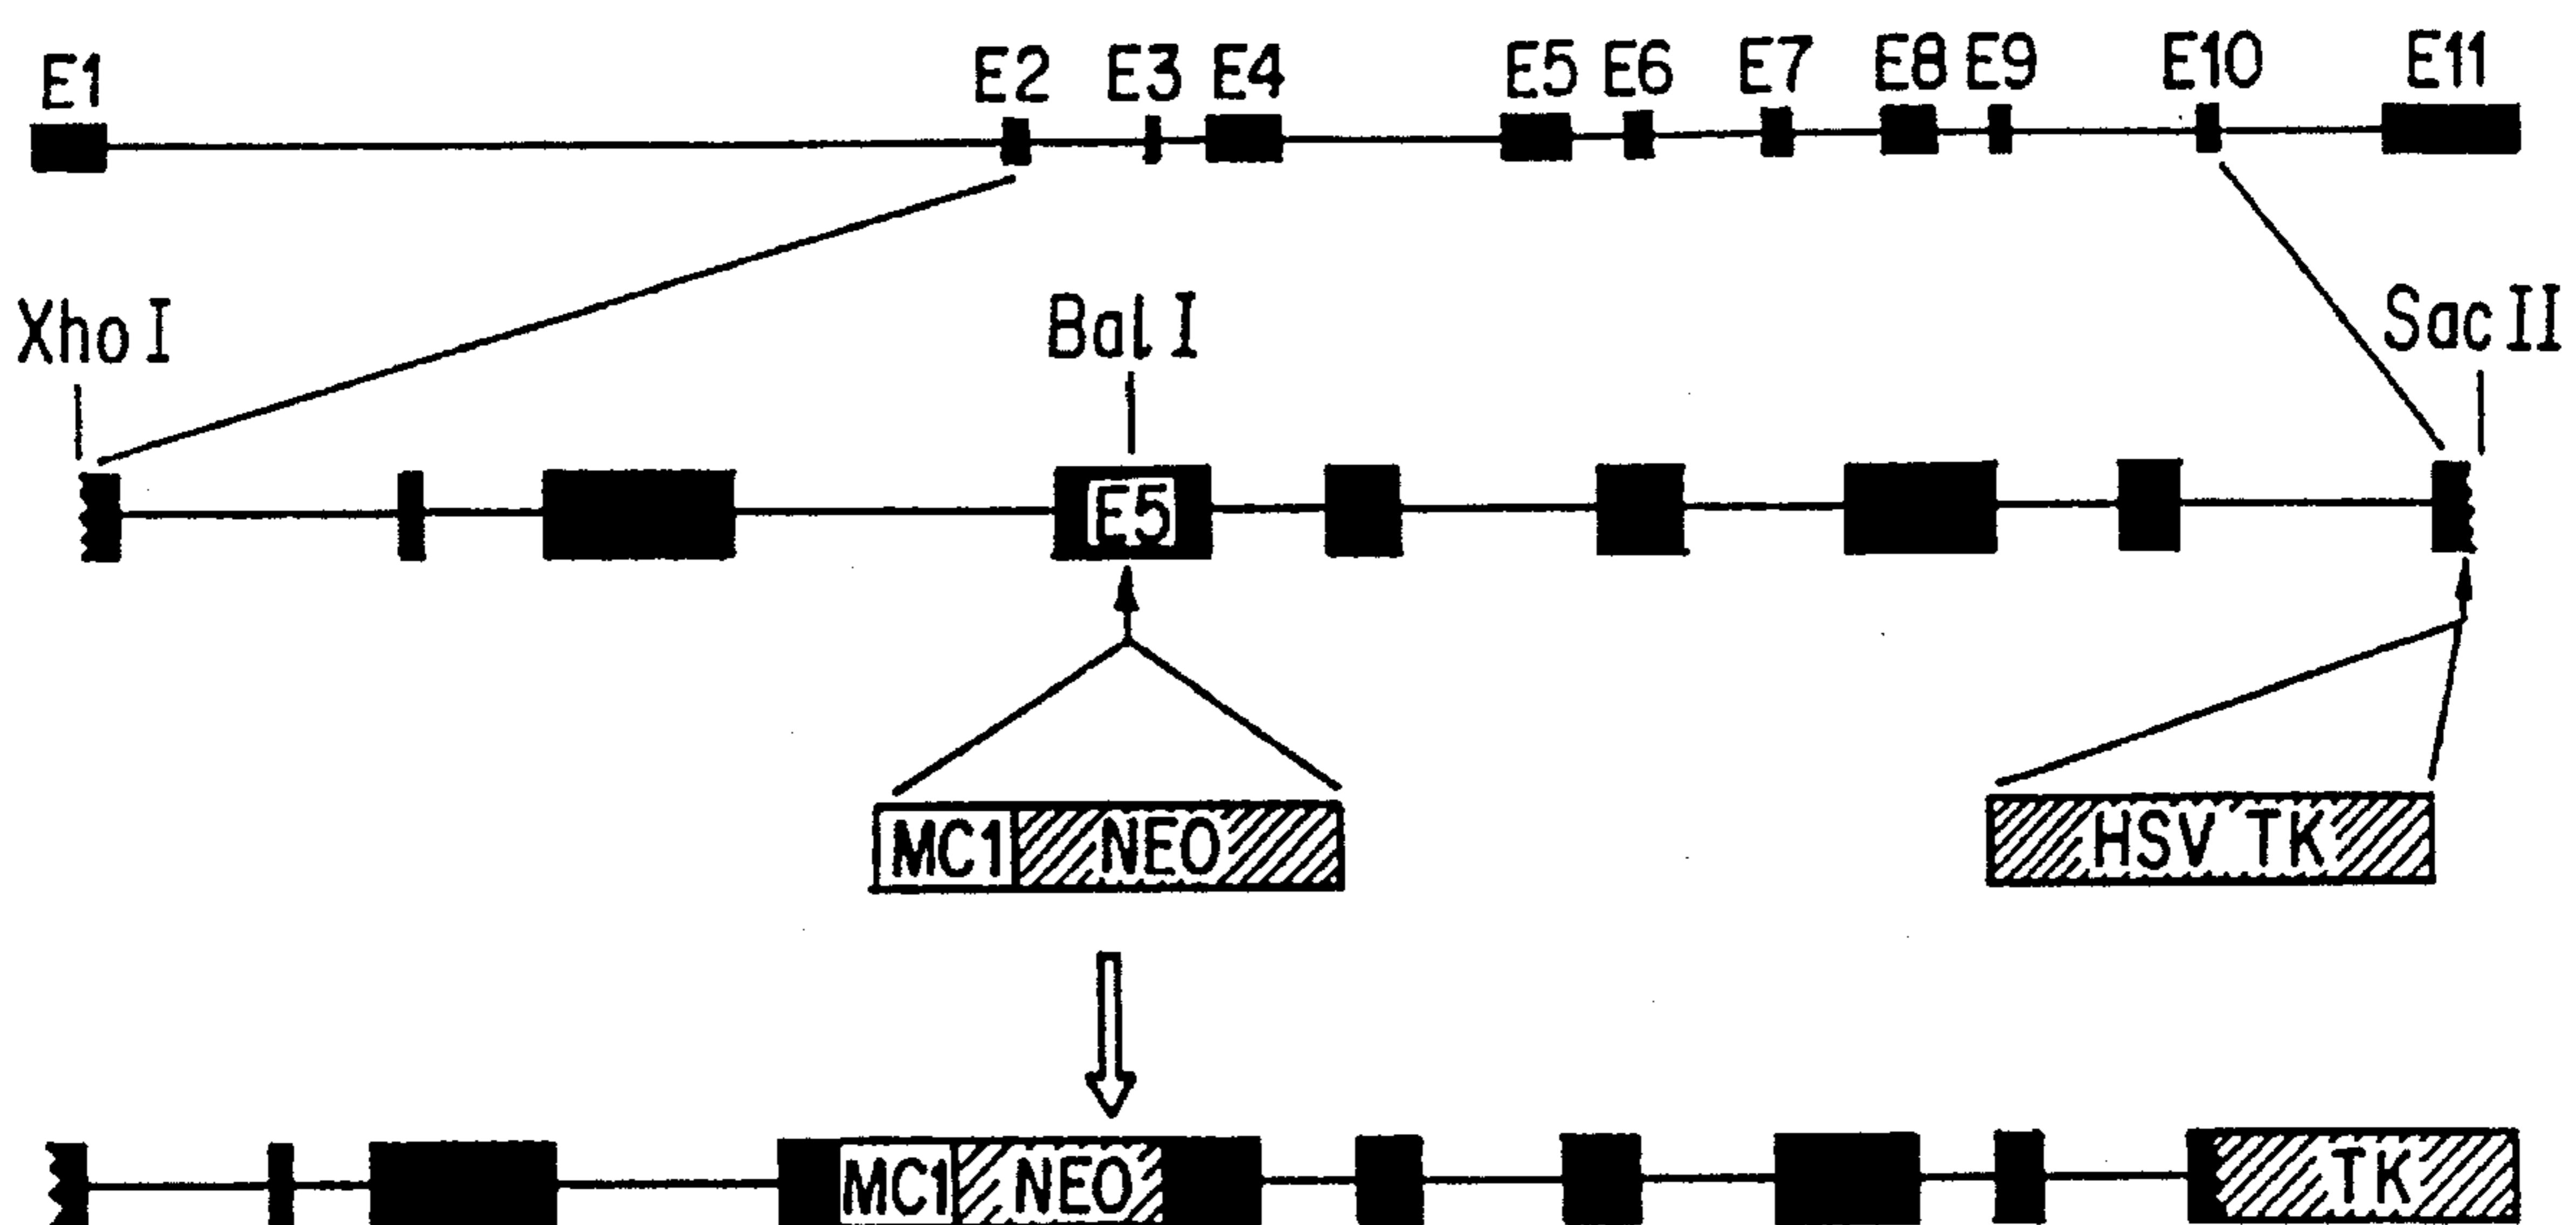 E1 E2 E3 E4 E5 E6 E7 E8 E9 E10 E11
Xho I Bal I Sac II
E5
MC1 NEO HSV TK
MC1 NEO TK